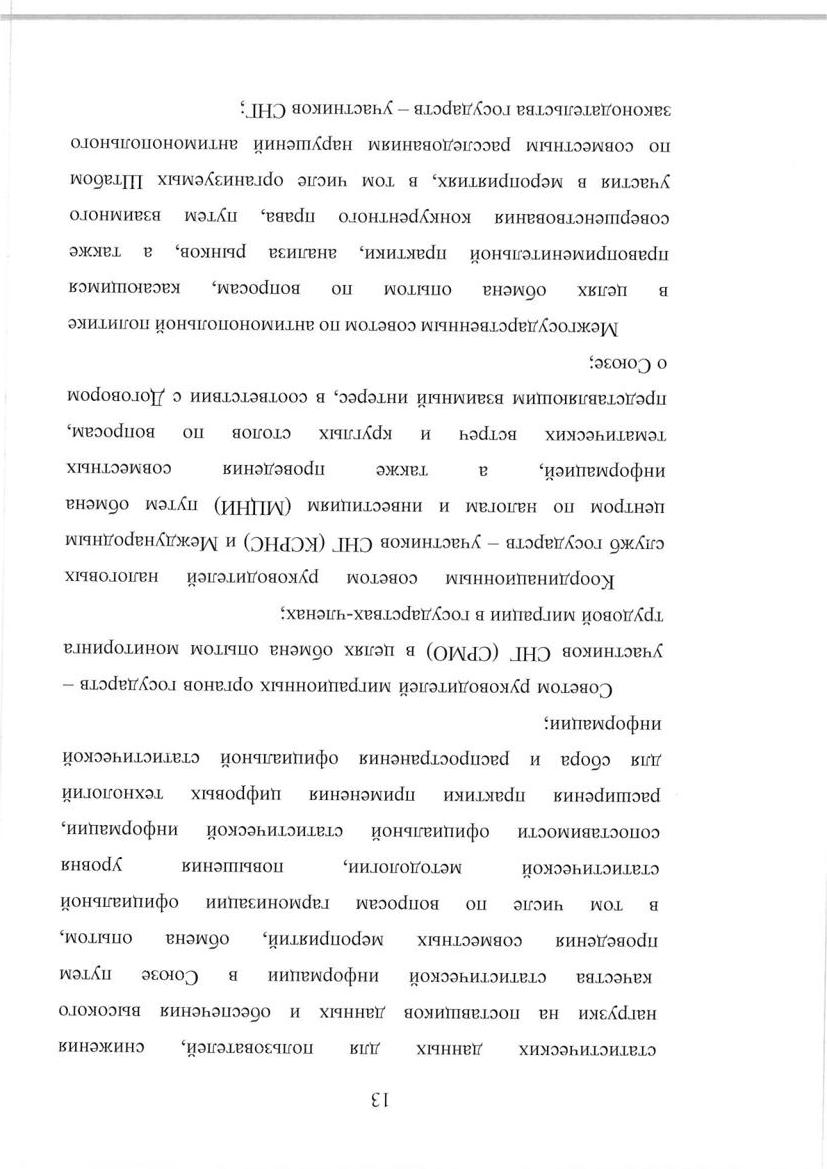 13
статистических данных для пользователей, снижения
нагрузки на поставщиков данных и обеспечения высокого
качества статистической информации в Союзе путем
проведения совместных мероприятий, обмена опытом,
в том числе по вопросам гармонизации официальной
статистической методологии, повышения уровня
сопоставимости официальной статистической информации,
расширения практики применения цифровых технологий
для сбора и распространения официальной статистической
информации;
Советом руководителей миграционных органов государств –
участников СНГ (СРМО) в целях обмена опытом мониторинга
трудовой миграции в государствах-членах;
Координационным советом руководителей налоговых
служб государств – участников СНГ (КСРНС) и Международным
центром по налогам и инвестициям (МЦНИ) путем обмена
информацией, а также проведения совместных
тематических встреч и круглых столов по вопросам,
представляющим взаимный интерес, в соответствии с Договором
о Союзе;
Межгосударственным советом по антимонопольной политике
в целях обмена опытом по вопросам, касающимся
правоприменительной практики, анализа рынков, а также
совершенствования конкурентного права, путем взаимного
участия в мероприятиях, в том числе организуемых Штабом
по совместным расследованиям нарушений антимонопольного
законодательства государств – участников СНГ;